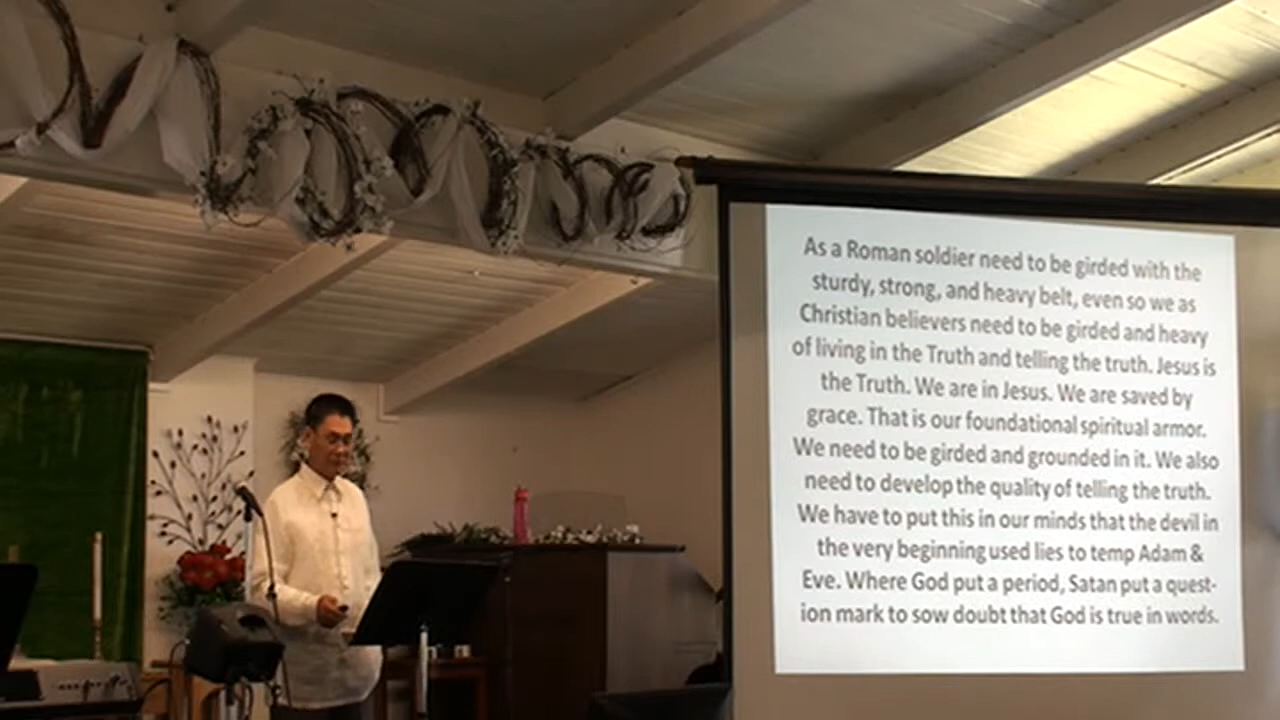 As a Roman soldier need to be girded with the
sturdy, strong, and heavy belt, even so we as
Christian believers need to be girded and heavy
of living in the Truth and telling the truth. Jesus is
the Truth. We are in Jesus. We are saved by
grace. That is our foundational spiritual armor.
We need to be girded and grounded in it. We also
need to develop the quality of telling the truth.
We have to put this in our minds that the devil in
the very beginning used lies to temp Adam &
Eve. Where God put a period, Satan put a quest-
ion mark to sow doubt that God is true in words.